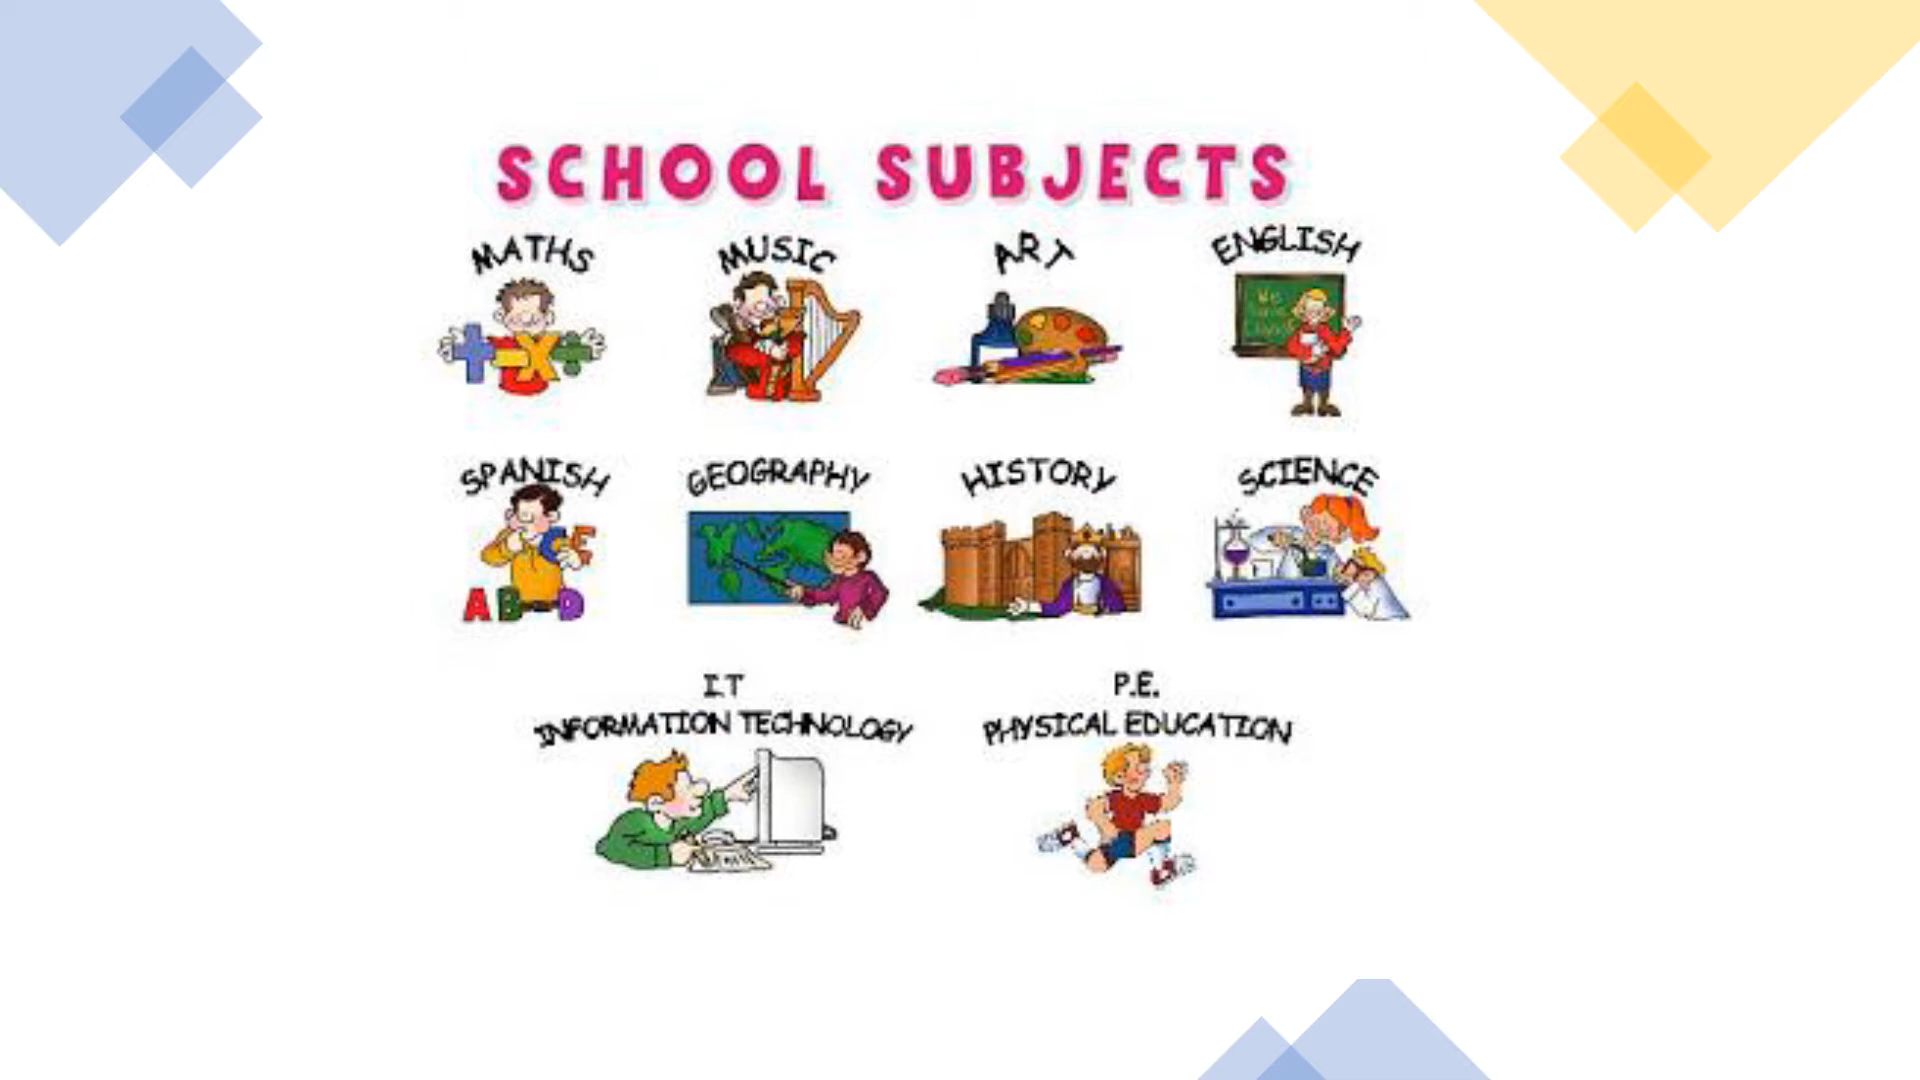 SCHOOL SUBJECTS
MATHS
MUSIC
ART
ENGLISH
SPANISH
GEOGRAPHY
HISTORY
SCIENCE
I.T
INFORMATION TECHNOLOGY
P.E.
PHYSICAL EDUCATION
A B D